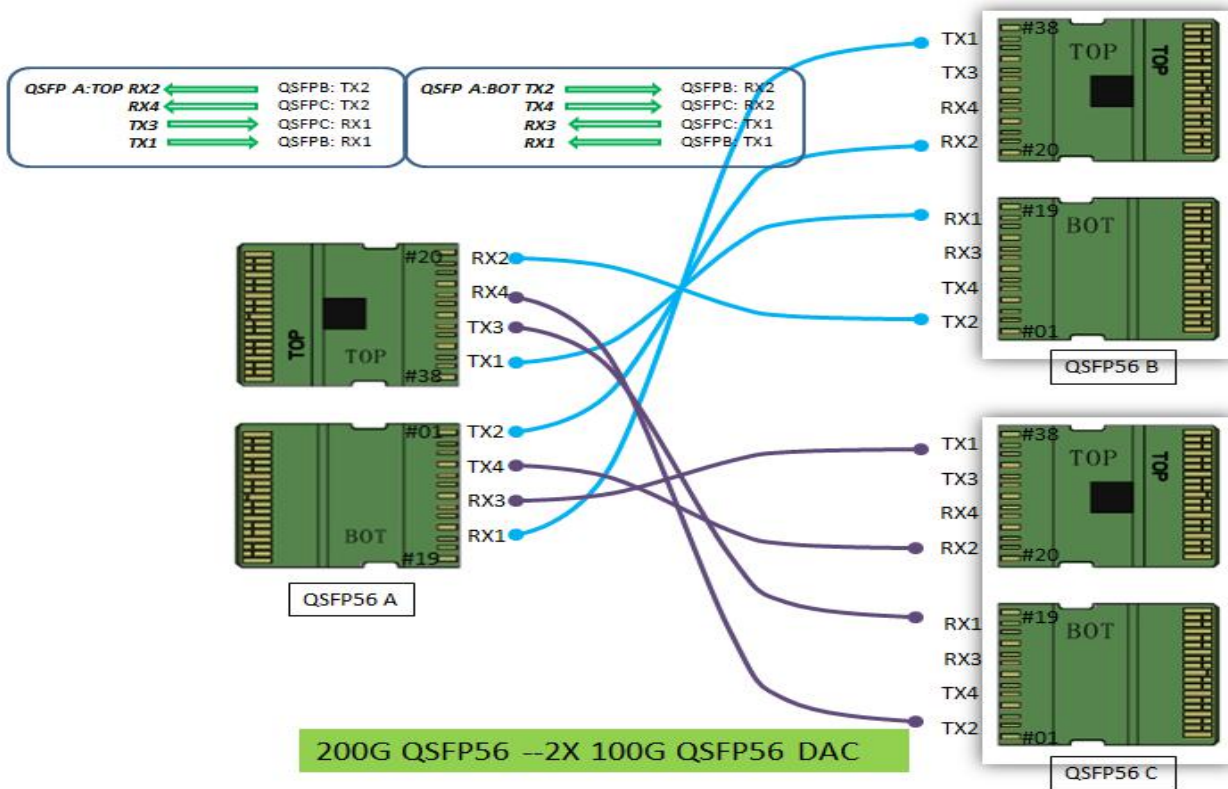 QSFP A:TOP RX2 QSFPB: TX2
RX4 QSFPC: TX2
TX3 QSFPC: RX1
TX1 QSFPB: RX1
QSFP A:BOT TX2 QSFPB: RX2
TX4 QSFPC: RX2
RX3 QSFPC: TX1
RX1 QSFPB: TX1
TX1
TX3
RX4
RX2
#38
TOP
TOP
#20
RX1
RX3
TX4
TX2
#19
BOT
#01
QSFP56 B
#20
TOP
TOP
#38
RX2
RX4
TX3
TX1
#01
BOT
#19
TX2
TX4
RX3
RX1
QSFP56 A
TX1
TX3
RX4
RX2
#38
TOP
TOP
#20
RX1
RX3
TX4
TX2
#19
BOT
#01
QSFP56 C
200G QSFP56 --2X 100G QSFP56 DAC